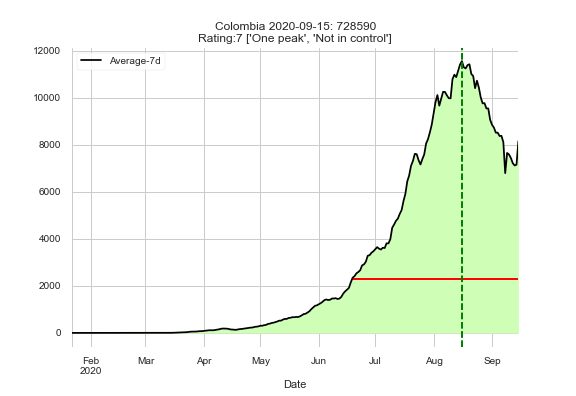 Colombia 2020-09-15: 728590
Rating:7 ['One peak', 'Not in control']
12000
10000
8000
6000
4000
2000
0
Average-7d
Feb Mar Apr May Jun Jul Aug Sep
2020
Date